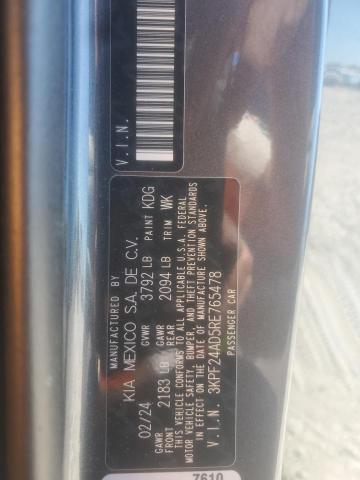 V.I.N.
MANUFACTURED BY
KIA MEXICO S.A. DE C.V.
02/24 GVWR 3792 LB PAINT KDG
GAWR FRONT 2183 LB GAWR REAR 2094 LB TRIM WK
THIS VEHICLE CONFORMS TO ALL APPLICABLE U.S.A. FEDERAL
MOTOR VEHICLE SAFETY, BUMPER, AND THEFT PREVENTION STANDARDS
IN EFFECT ON THE DATE OF MANUFACTURE SHOWN ABOVE.
V.I.N. 3KPF24AD5RE765478
PASSENGER CAR
7610